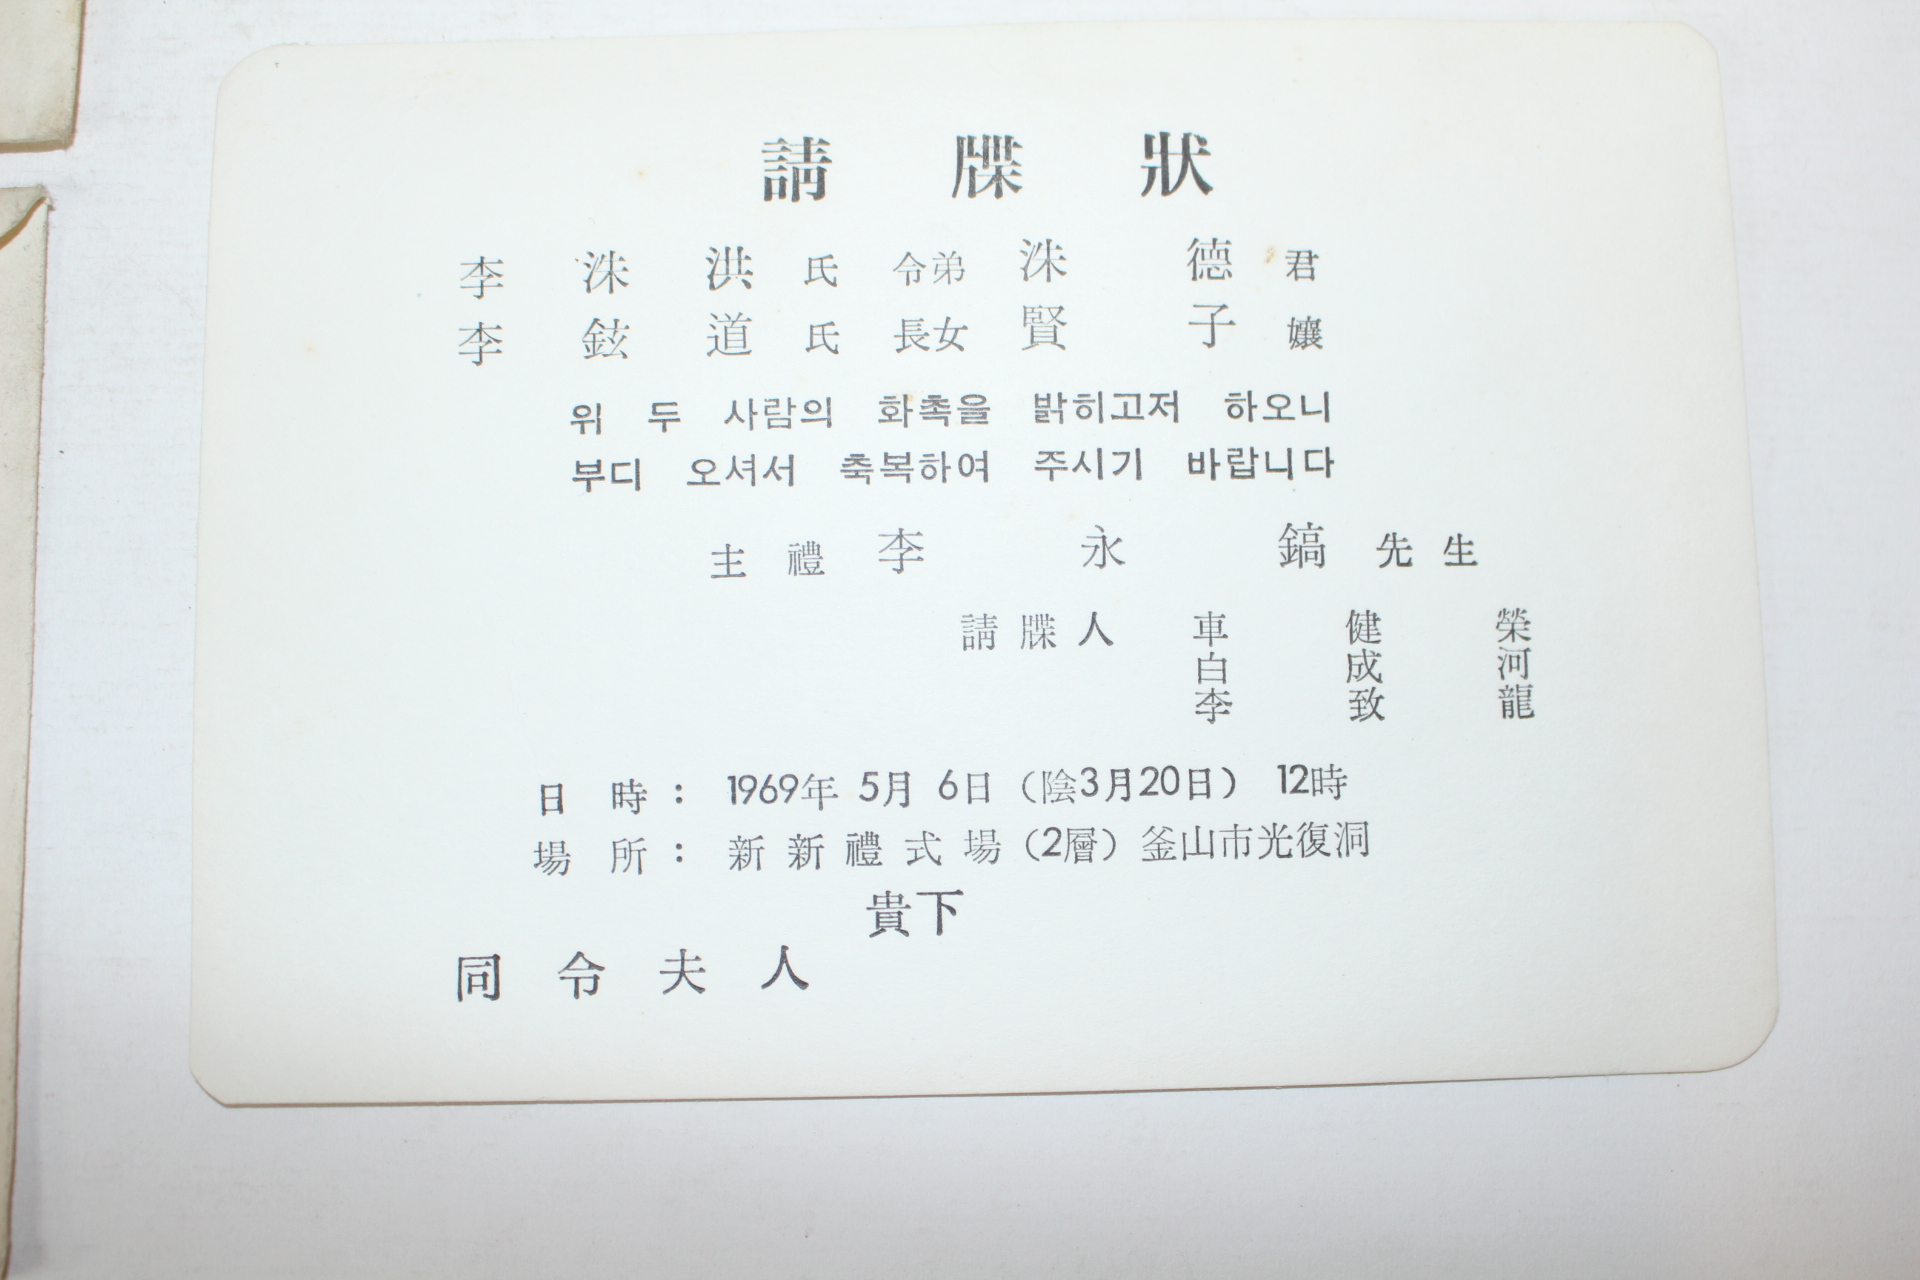 請牒狀
李洙洪氏 令弟 洙德君
李鉉道氏 長女 賢子孃
위 두 사람의 화촉을 밝히고저 하오니
부디 오셔서 축복하여 주시기 바랍니다
主禮 李永鎬 先生
請牒人 車健榮
白成河
李致龍
日時: 1969年 5月 6日 (陰3月20日) 12時
場所: 新新禮式場 (2層) 釜山市光復洞
貴下
同令夫人